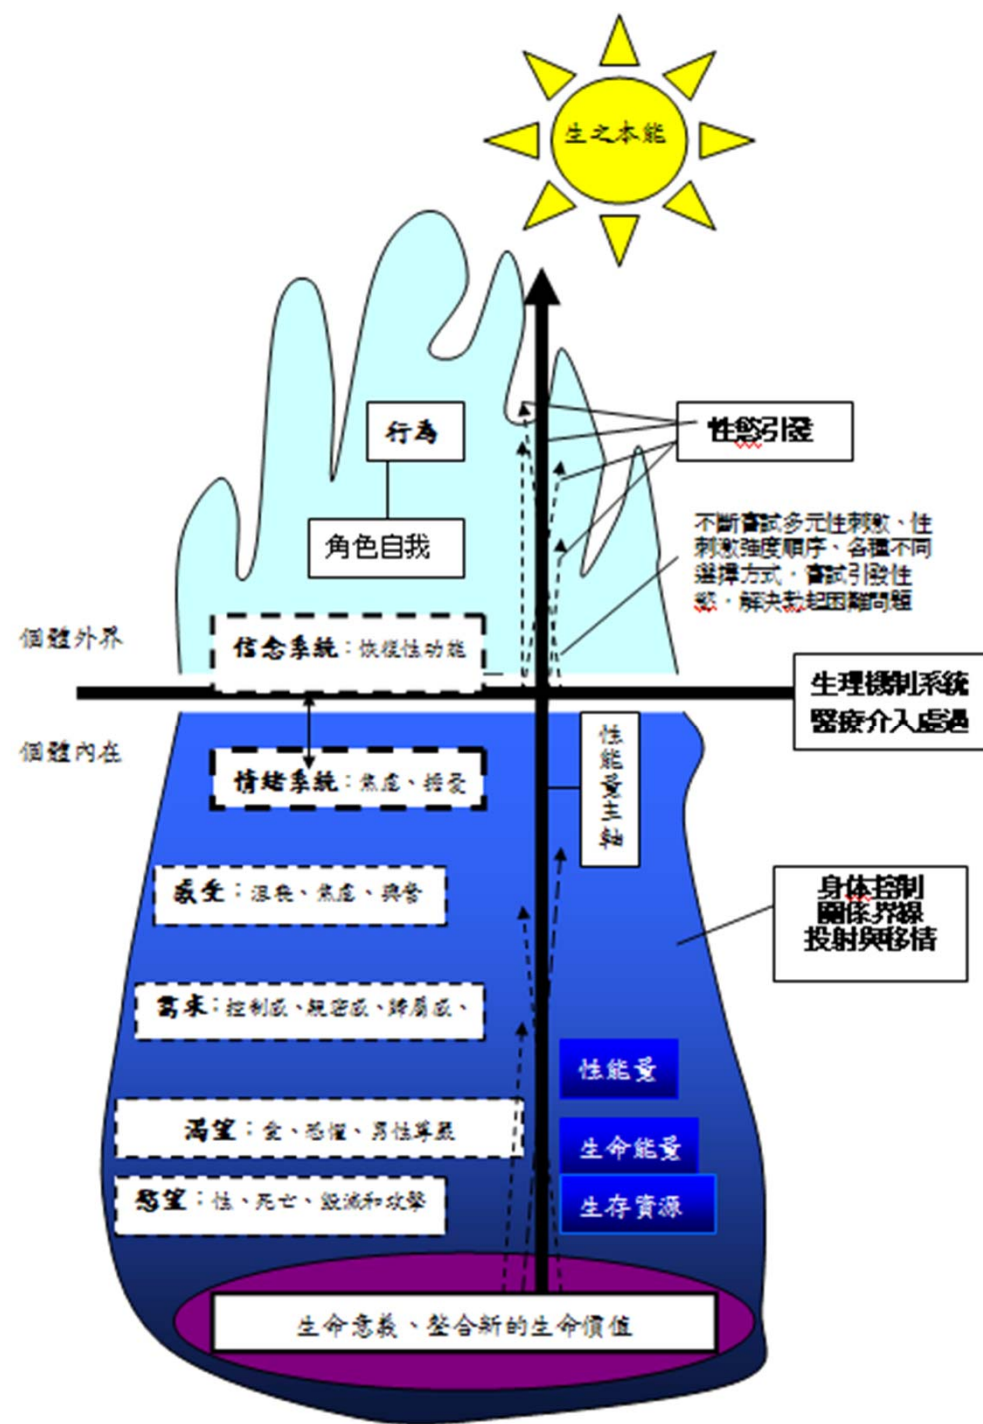 生之本能
行為
性慾引發
角色自我
不斷嘗試多元性刺激、性
刺激強度順序、各種不同
選擇方式,嘗試引發性
慾,解決勃起困難問題
個體外界
信念系統:恢復性功能
生理機制系統
醫療介入處遇
個體內在
性能量主軸
情緒系統:焦慮、擔憂
感受:沮喪、焦慮、興奮
身体控制
關係界線
投射與移情
需求:控制感、親密感、歸屬感、
性能量
渴望:愛、恐懼、男性尊嚴
生命能量
慾望:性、死亡、毀滅和攻擊
生存資源
生命意義、整合新的生命價值